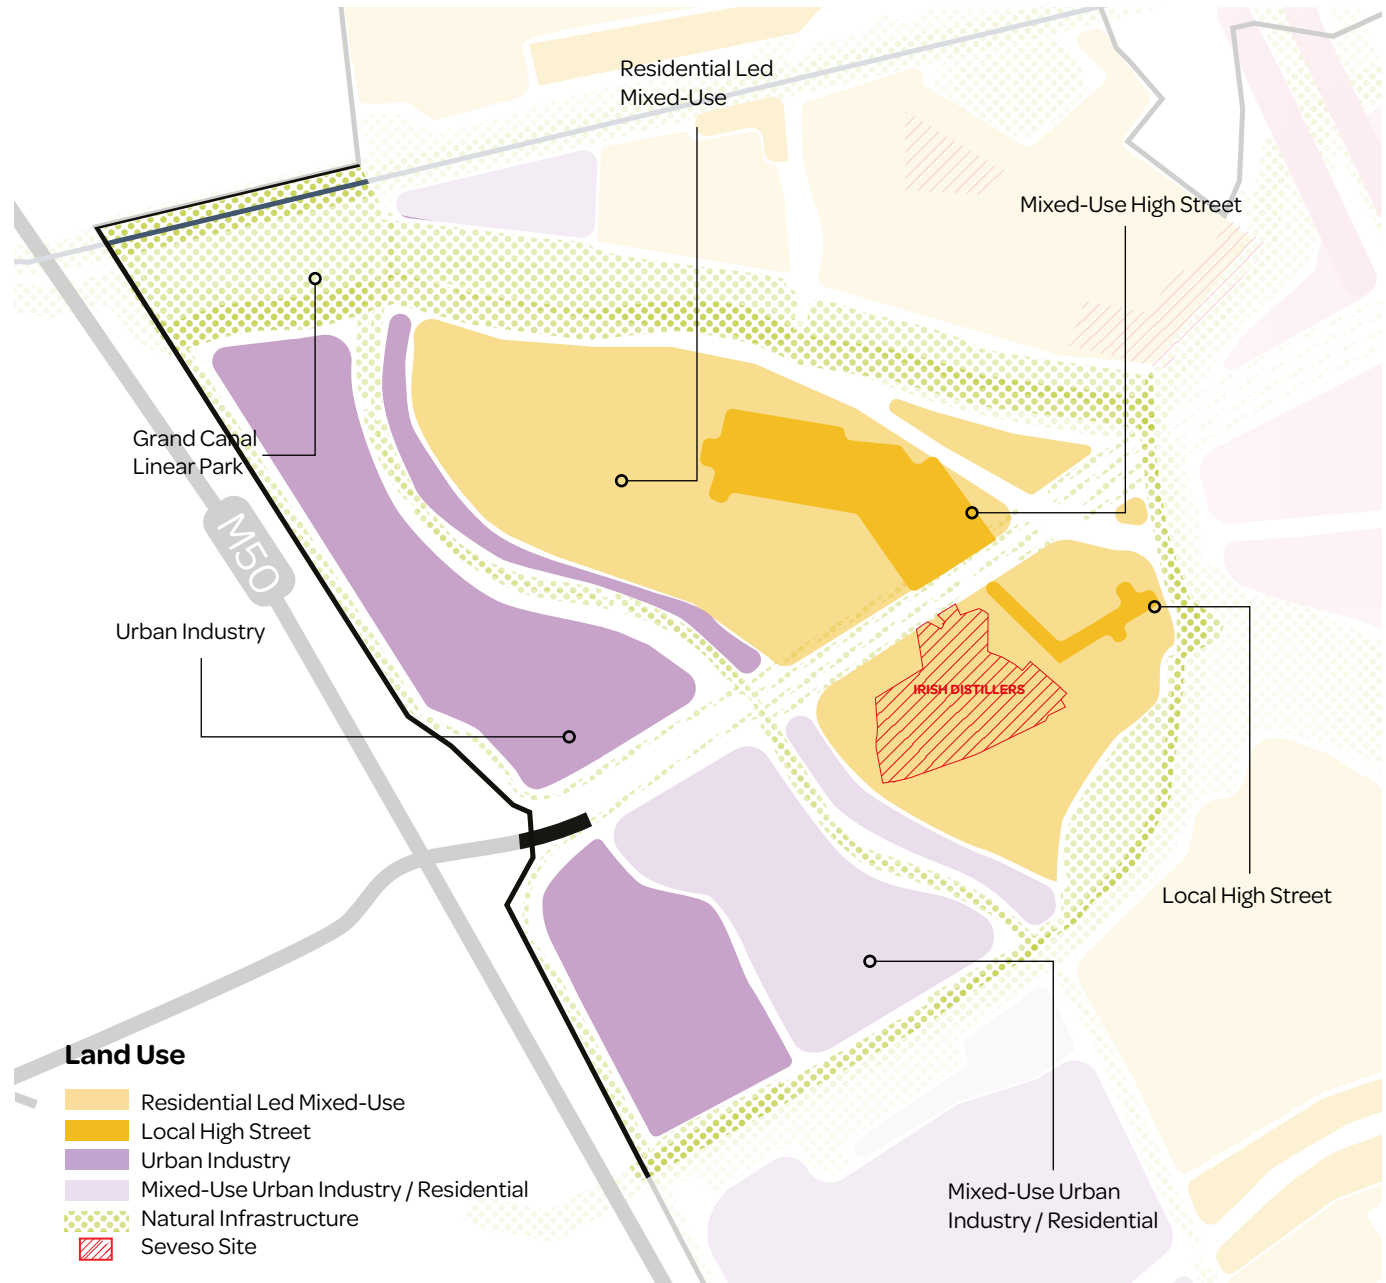 Residential Led
Mixed-Use
Mixed-Use High Street
Grand Canal
Linear Park
M50
Urban Industry
IRISH DISTILLERS
Local High Street
Mixed-Use Urban
Industry / Residential
Land Use
Residential Led Mixed-Use
Local High Street
Urban Industry
Mixed-Use Urban Industry / Residential
Natural Infrastructure
Seveso Site